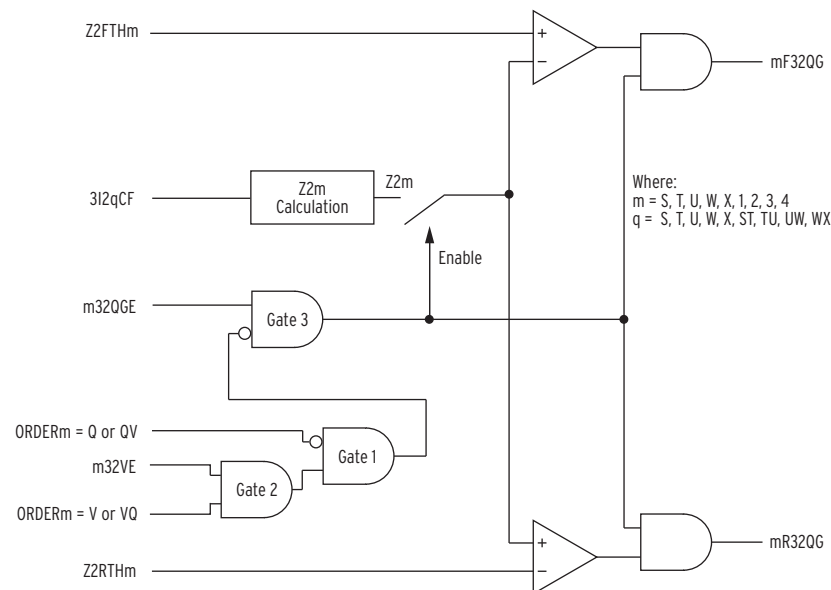 Z2FTHm
+
−
mF32QG
3I2qCF
Z2m
Calculation
Z2m
Where:
m = S, T, U, W, X, 1, 2, 3, 4
q = S, T, U, W, X, ST, TU, UW, WX
Enable
m32QGE
Gate 3
ORDERm = Q or QV
Gate 1
m32VE
Gate 2
ORDERm = V or VQ
+
−
mR32QG
Z2RTHm